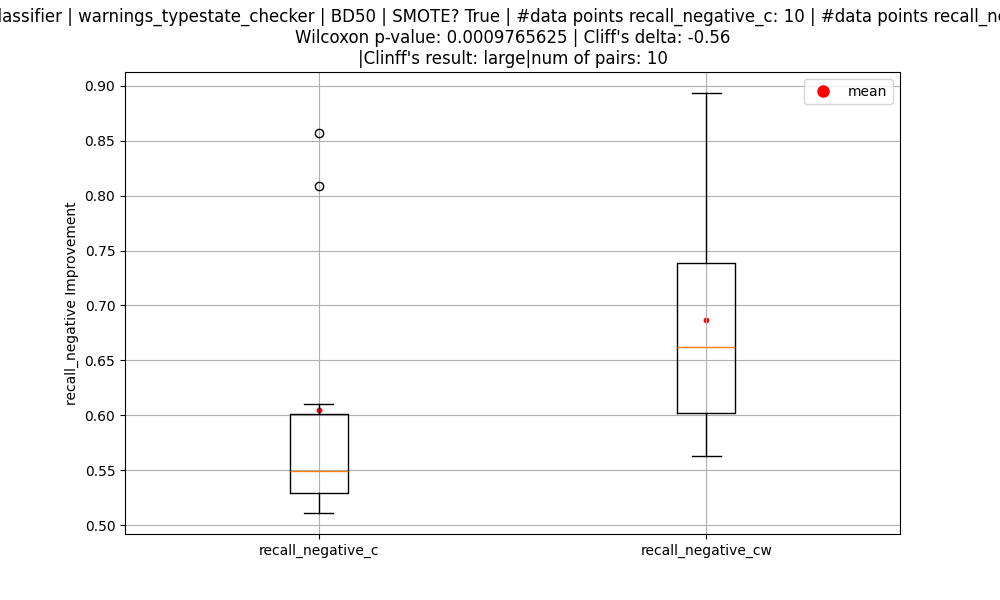 | warnings_typestate_checker | BD50 | SMOTE? True | #data points recall_negative_c: 10 | #data points
Wilcoxon p-value: 0.0009765625 | Cliff's delta: -0.56
|Clinff's result: large|num of pairs: 10
mean
0.90
0.85
0.80
0.75
0.70
0.65
0.60
0.55
0.50
recall_negative Improvement
recall_negative_c
recall_negative_cw